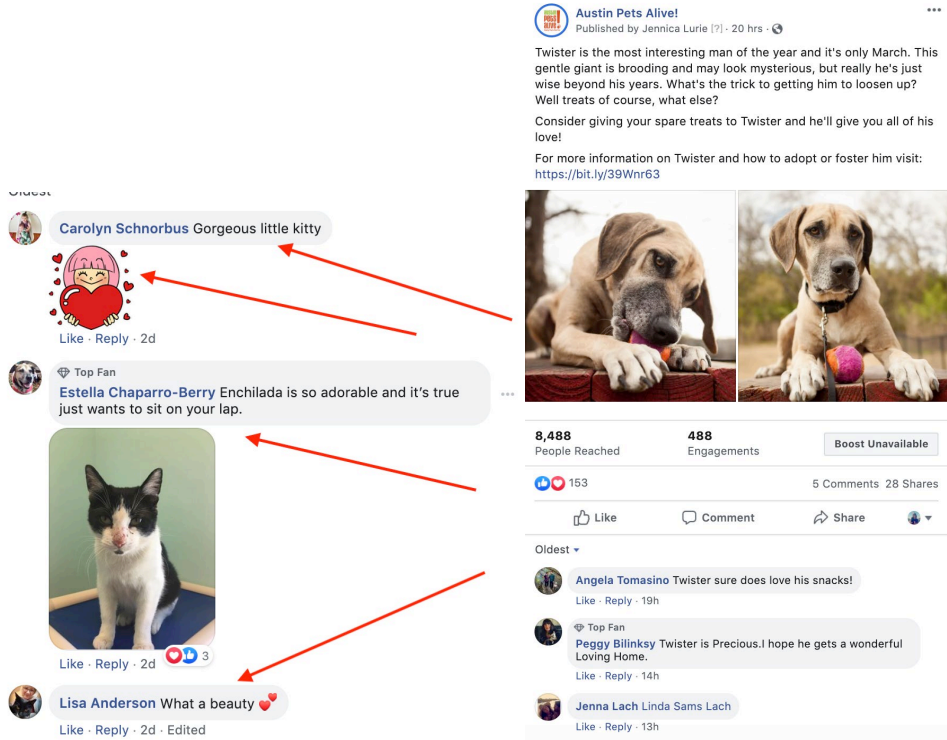 Oldest
Carolyn Schnorbus Gorgeous little kitty
Like · Reply · 2d
Top Fan
Estella Chaparro-Berry Enchilada is so adorable and it's true
just wants to sit on your lap.
Like · Reply · 2d
3
Lisa Anderson What a beauty 💕
Like · Reply · 2d · Edited
Austin Pets Alive!
Published by Jennica Lurie [?] · 20 hrs ·
Twister is the most interesting man of the year and it's only March. This
gentle giant is brooding and may look mysterious, but really he's just
wise beyond his years. What's the trick to getting him to loosen up?
Well treats of course, what else?
Consider giving your spare treats to Twister and he'll give you all of his
love!
For more information on Twister and how to adopt or foster him visit:
https://bit.ly/39Wnr63
8,488
People Reached
488
Engagements
Boost Unavailable
153
5 Comments 28 Shares
Like
Comment
Share
Oldest
Angela Tomasino Twister sure does love his snacks!
Like · Reply · 19h
Top Fan
Peggy Bilinksy Twister is Precious.I hope he gets a wonderful
Loving Home.
Like · Reply · 14h
Jenna Lach Linda Sams Lach
Like · Reply · 13h